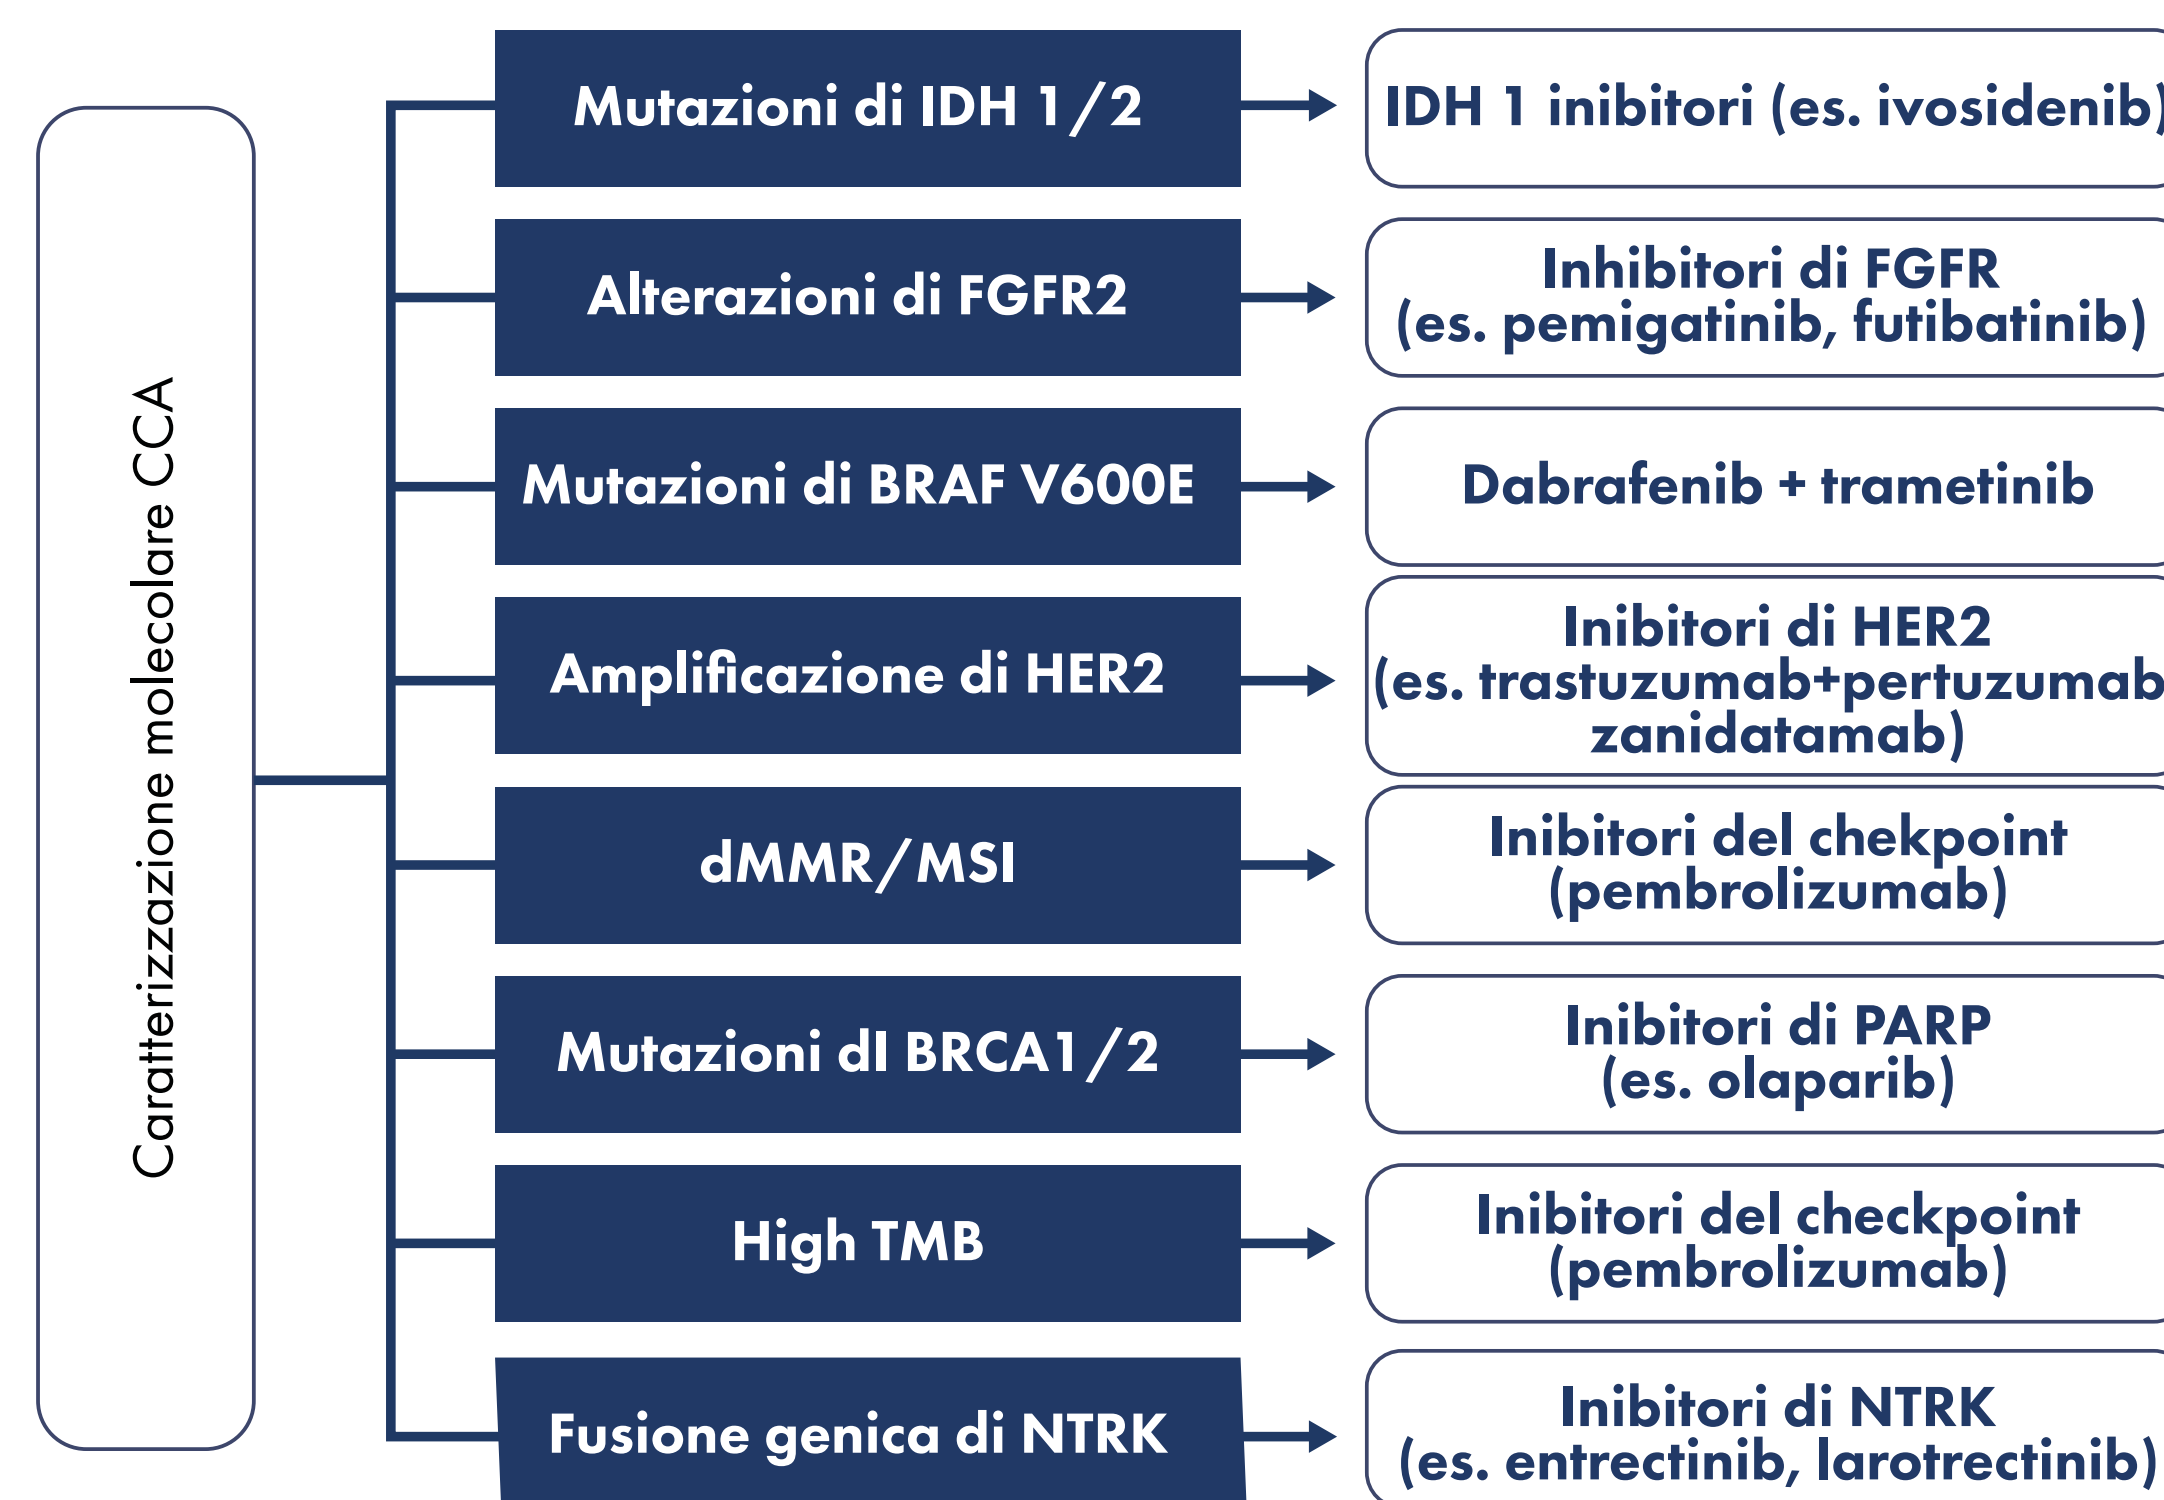 Caratterizzazione molecolare CCA
Mutazioni di IDH 1/2
IDH 1 inibitori (es. ivosidenib)
Alterazioni di FGFR2
Inhibitori di FGFR
(es. pemigatinib, futibatinib)
Mutazioni di BRAF V600E
Dabrafenib + trametinib
Amplificazione di HER2
Inibitori di HER2
(es. trastuzumab+pertuzumab
zanidatamab)
dMMR/MSI
Inibitori del chekpoint
(pembrolizumab)
Mutazioni dI BRCA1/2
Inibitori di PARP
(es. olaparib)
High TMB
Inibitori del checkpoint
(pembrolizumab)
Fusione genica di NTRK
Inibitori di NTRK
(es. entrectinib, larotrectinib)